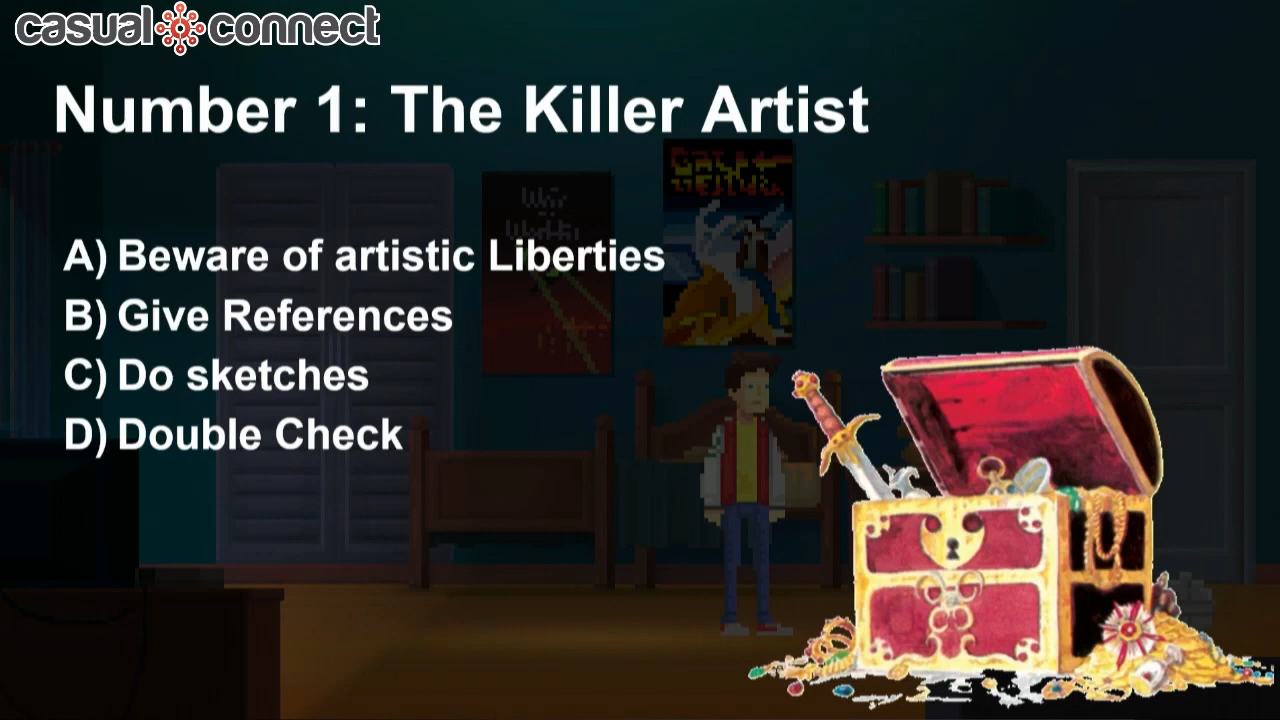 casual connect
Number 1: The Killer Artist
A) Beware of artistic Liberties
B) Give References
C) Do sketches
D) Double Check